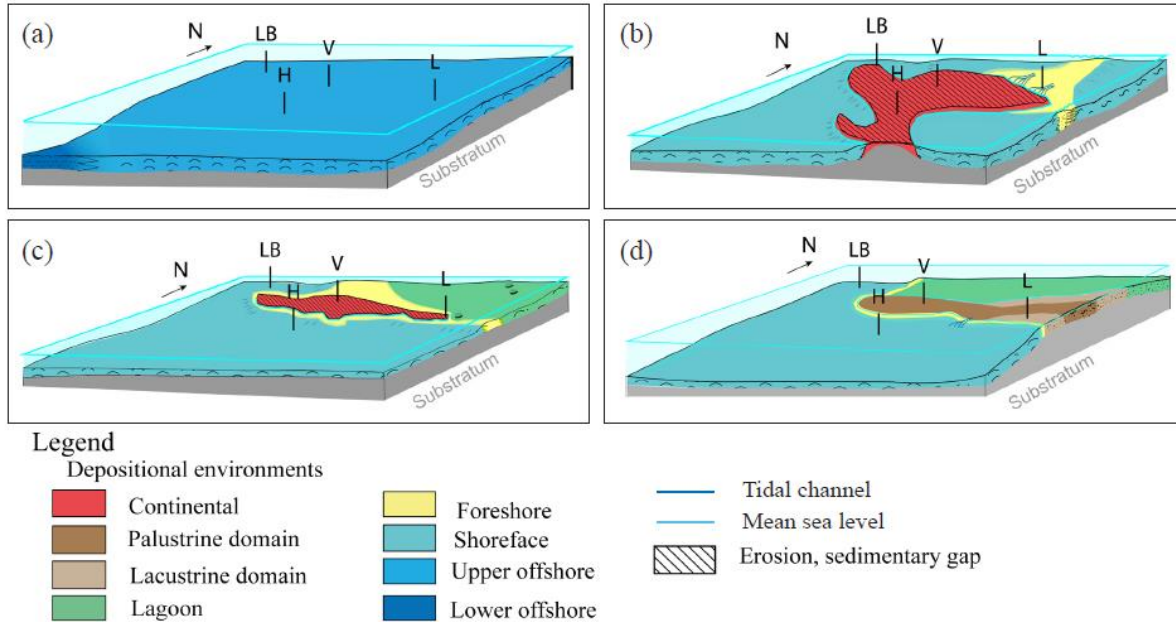 (a)
N
LB
V
H
L
Substratum
(b)
N
LB
V
H
L
Substratum
(c)
N
LB
V
H
L
Substratum
(d)
N
LB
V
H
L
Substratum
Legend
Depositional environments
Continental
Palustrine domain
Lacustrine domain
Lagoon
Foreshore
Shoreface
Upper offshore
Lower offshore
Tidal channel
Mean sea level
Erosion, sedimentary gap